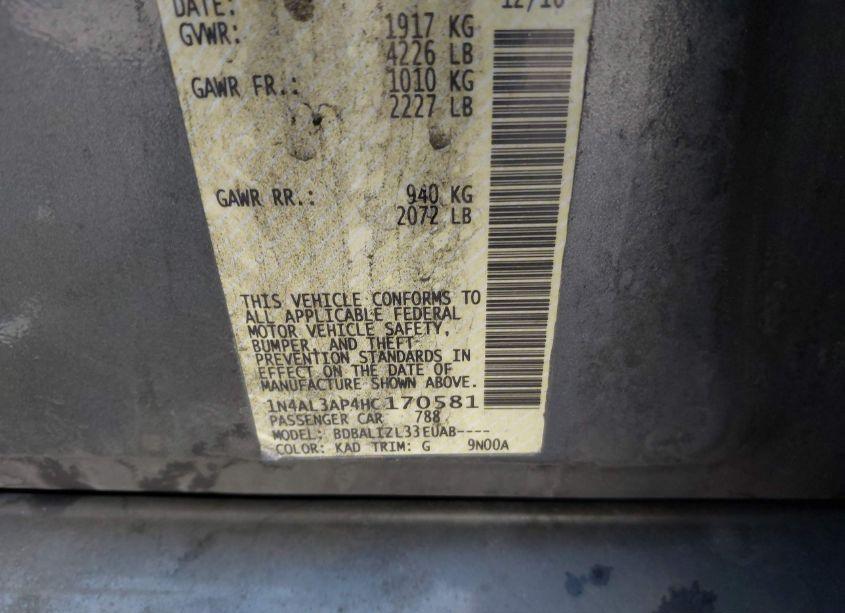 DATE: 12/16
GVWR: 1917 KG
4226 LB
GAWR FR.: 1010 KG
2227 LB
GAWR RR.: 940 KG
2072 LB
THIS VEHICLE CONFORMS TO
ALL APPLICABLE FEDERAL
MOTOR VEHICLE SAFETY,
BUMPER, AND THEFT
PREVENTION STANDARDS IN
EFFECT ON THE DATE OF
MANUFACTURE SHOWN ABOVE.
1N4AL3AP4HC170581
PASSENGER CAR 788
MODEL: BDBALIZL33EUAB----
COLOR: KAD TRIM: G 9N00A